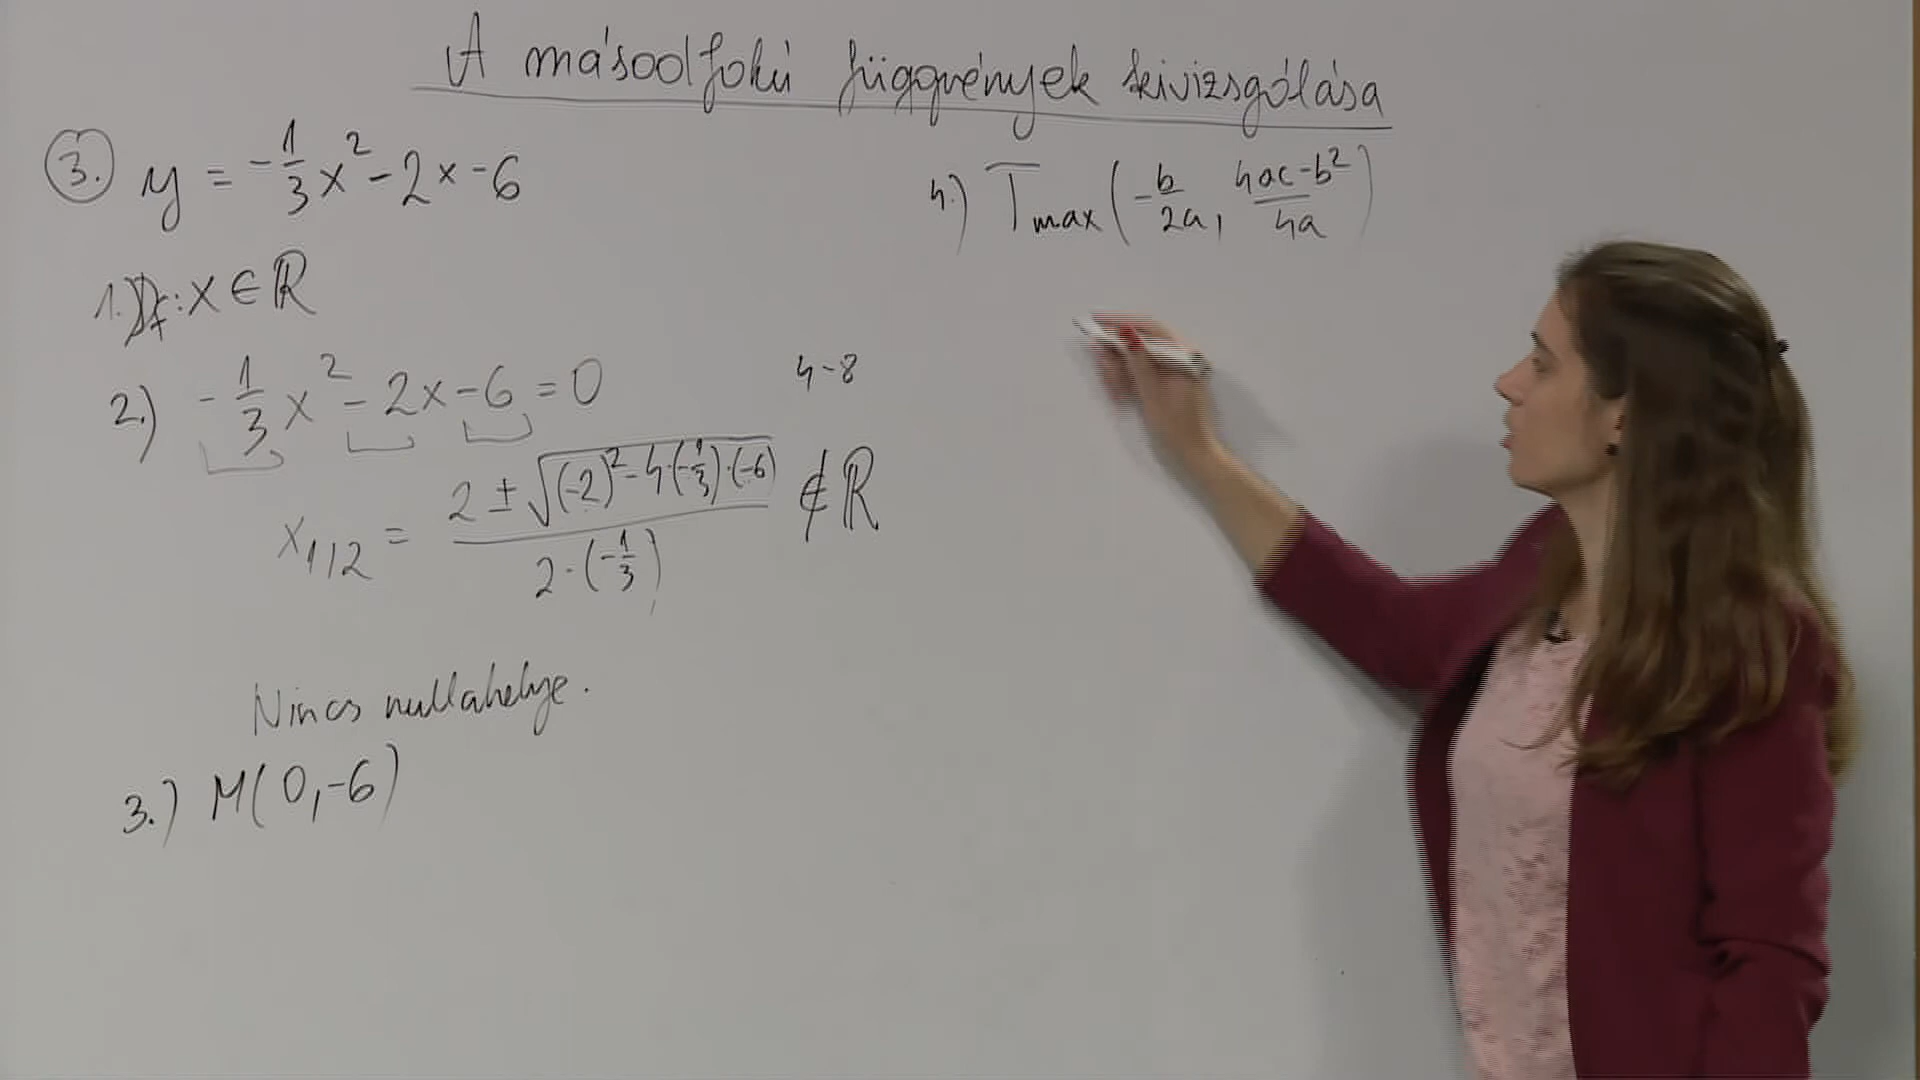 A másodfokú függvények kivizsgálása
3. y = -1/3 x² - 2x - 6
1.) Df: x ∈ ℝ
2.) -1/3 x² - 2x - 6 = 0
4-8
x1/2 = (2 ± √((-2)² - 4·(-1/3)·(-6))) / (2·(-1/3)) ∉ ℝ
Nincs nullahelye.
3.) M(0, -6)
4.) Tmax(-b/2a, (4ac-b²)/4a)